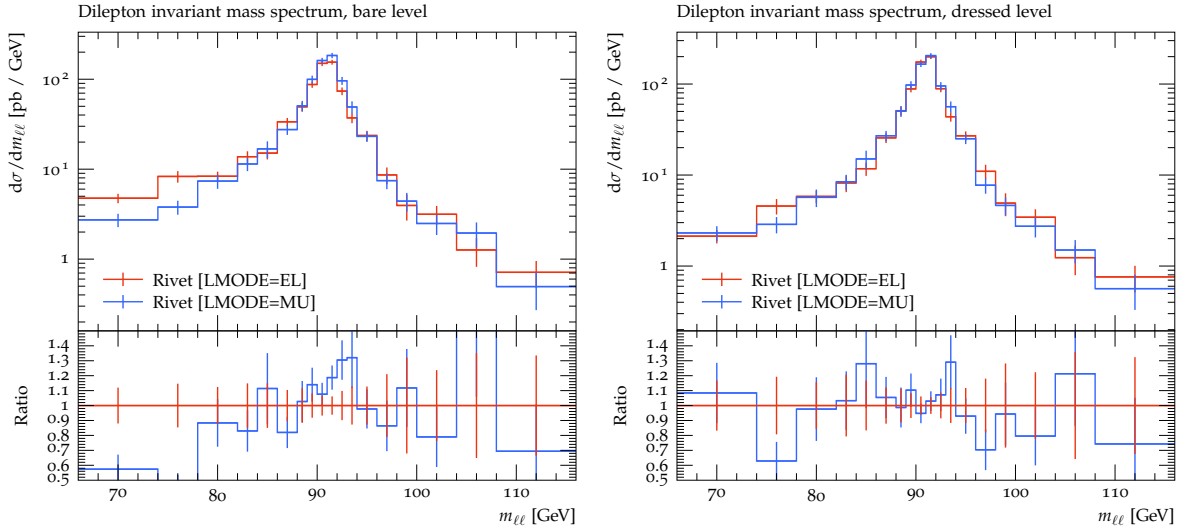 Dilepton invariant mass spectrum, bare level
dσ/dmℓℓ [pb / GeV]
10²
10¹
1
Rivet [LMODE=EL]
Rivet [LMODE=MU]
Ratio
1.4
1.3
1.2
1.1
1
0.9
0.8
0.7
0.6
0.5
70 80 90 100 110
mℓℓ [GeV]
Dilepton invariant mass spectrum, dressed level
dσ/dmℓℓ [pb / GeV]
10²
10¹
1
Rivet [LMODE=EL]
Rivet [LMODE=MU]
Ratio
1.4
1.3
1.2
1.1
1
0.9
0.8
0.7
0.6
0.5
70 80 90 100 110
mℓℓ [GeV]